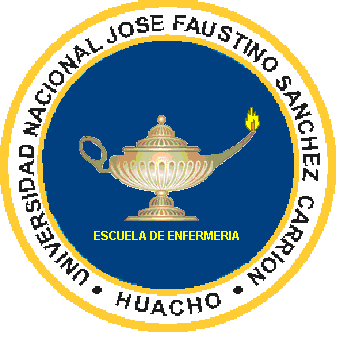 UNIVERSIDAD NACIONAL JOSE FAUSTINO SANCHEZ CARRION
ESCUELA DE ENFERMERIA
• HUACHO •